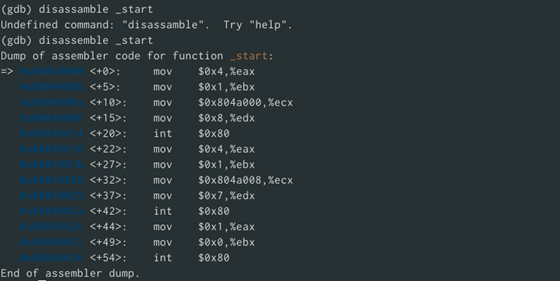 (gdb) disassamble _start
Undefined command: "disassamble".  Try "help".
(gdb) disassemble _start
Dump of assembler code for function _start:
=> <+0>: mov $0x4,%eax
<+5>: mov $0x1,%ebx
<+10>: mov $0x804a000,%ecx
<+15>: mov $0x8,%edx
<+20>: int $0x80
<+22>: mov $0x4,%eax
<+27>: mov $0x1,%ebx
<+32>: mov $0x804a008,%ecx
<+37>: mov $0x7,%edx
<+42>: int $0x80
<+44>: mov $0x1,%eax
<+49>: mov $0x0,%ebx
<+54>: int $0x80
End of assembler dump.